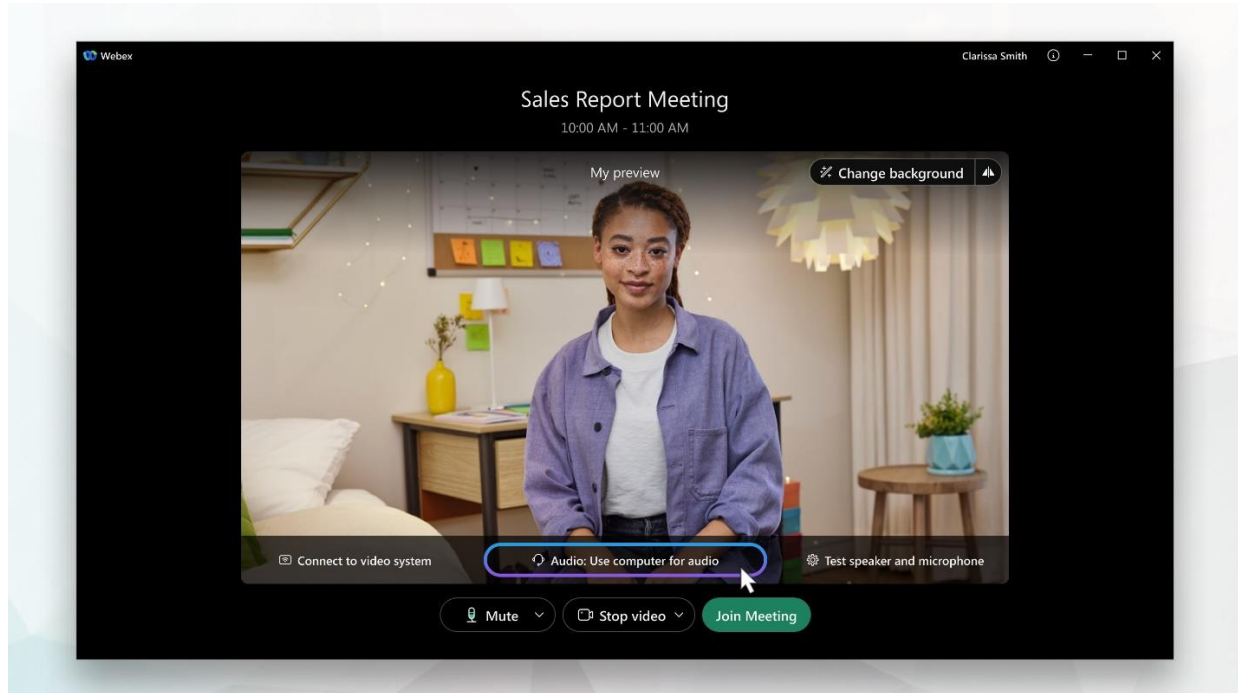 Webex
Clarissa Smith
Sales Report Meeting
10:00 AM - 11:00 AM
My preview
Change background
Connect to video system
Audio: Use computer for audio
Test speaker and microphone
Mute
Stop video
Join Meeting